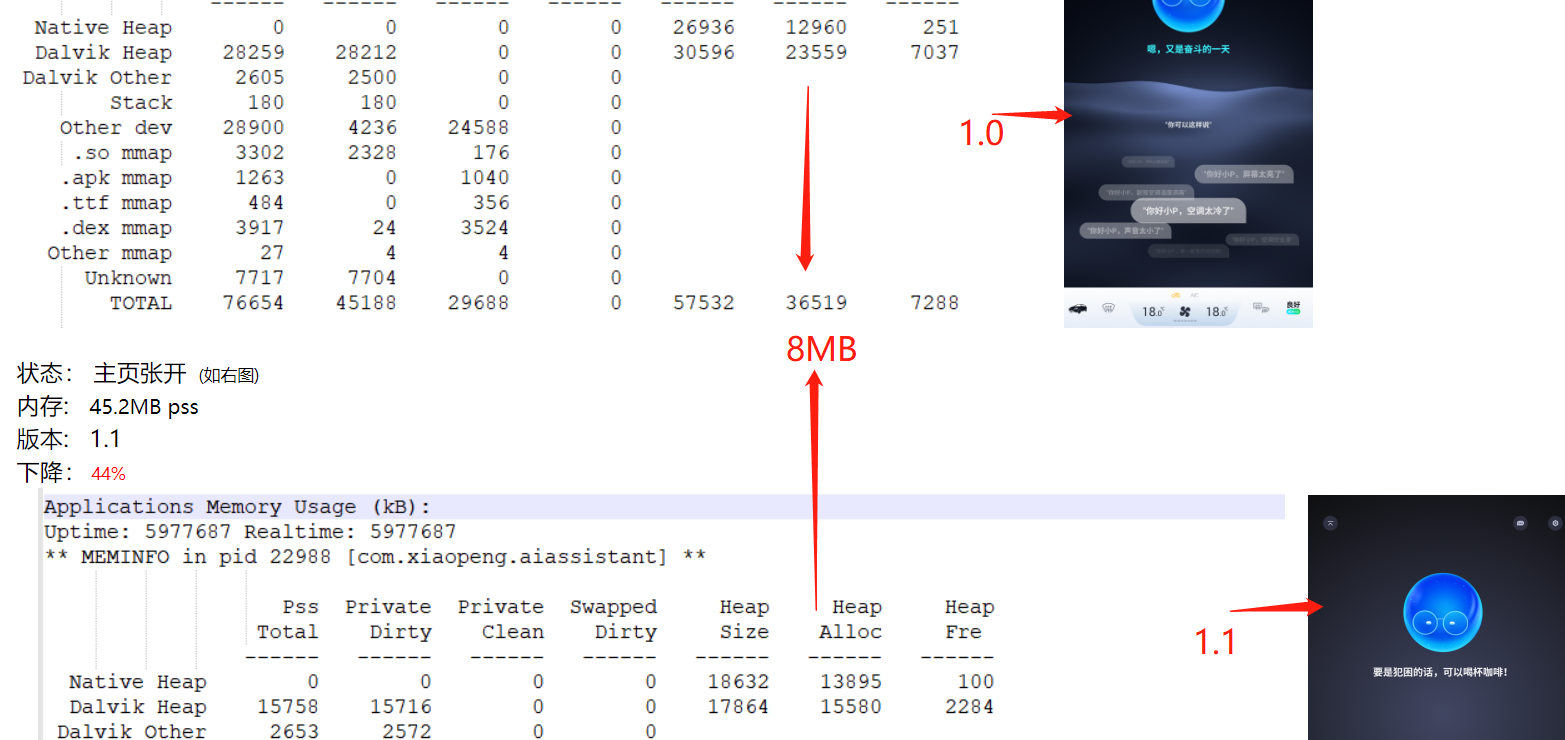 ------ ------ ------ ------ ------ ------ ------
Native Heap 0 0 0 0 26936 12960 251
Dalvik Heap 28259 28212 0 0 30596 23559 7037
Dalvik Other 2605 2500 0 0
Stack 180 180 0 0
Other dev 28900 4236 24588 0
.so mmap 3302 2328 176 0
.apk mmap 1263 0 1040 0
.ttf mmap 484 0 356 0
.dex mmap 3917 24 3524 0
Other mmap 27 4 4 0
Unknown 7717 7704 0 0
TOTAL 76654 45188 29688 0 57532 36519 7288
1.0
嗯，又是奋斗的一天
"你可以这样说"
"你好小P，屏幕太亮了"
"你好小P，空调太冷了"
"你好小P，声音太小了"
18.0 18.0
良好
8MB
状态： 主页张开 (如右图)
内存: 45.2MB pss
版本: 1.1
下降： 44%
Applications Memory Usage (kB):
Uptime: 5977687 Realtime: 5977687
** MEMINFO in pid 22988 [com.xiaopeng.aiassistant] **
Pss Private Private Swapped Heap Heap Heap
Total Dirty Clean Dirty Size Alloc Fre
------ ------ ------ ------ ------ ------ ------
Native Heap 0 0 0 0 18632 13895 100
Dalvik Heap 15758 15716 0 0 17864 15580 2284
Dalvik Other 2653 2572 0 0
1.1
要是犯困的话，可以喝杯咖啡！